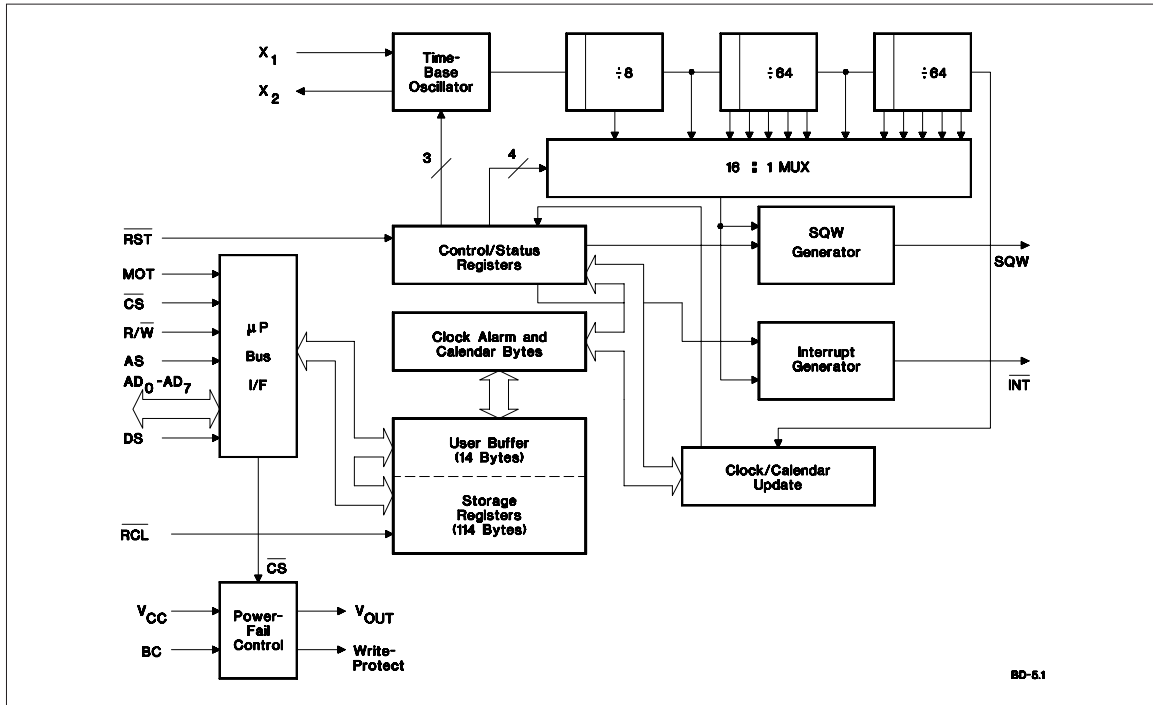 X1
X2
Time-
Base
Oscillator
÷8
÷64
÷64
3
4
16 : 1 MUX
RST
MOT
CS
R/W
AS
AD0-AD7
DS
RCL
μP
Bus
I/F
Control/Status
Registers
Clock Alarm and
Calendar Bytes
User Buffer
(14 Bytes)
Storage
Registers
(114 Bytes)
SQW
Generator
SQW
Interrupt
Generator
INT
Clock/Calendar
Update
CS
VCC
BC
Power-
Fail
Control
VOUT
Write-
Protect
BD-5.1